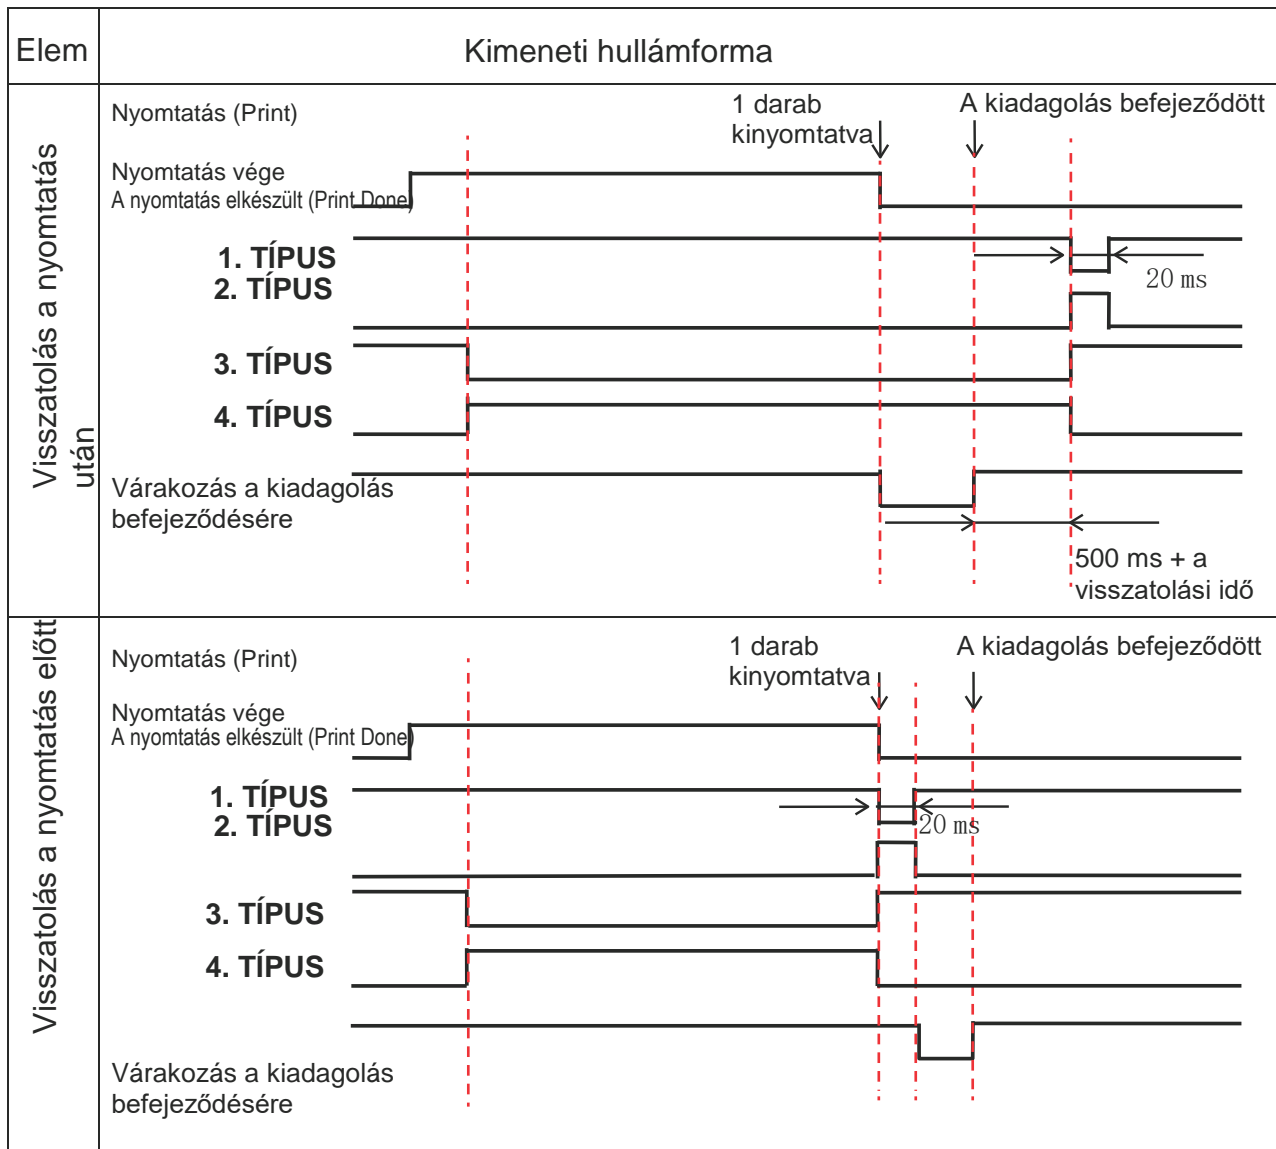 Elem
Kimeneti hullámforma
Visszatolás a nyomtatás
után
Nyomtatás (Print)
1 darab
kinyomtatva
A kiadagolás befejeződött
Nyomtatás vége
A nyomtatás elkészült (Print Done)
1. TÍPUS
2. TÍPUS
20 ms
3. TÍPUS
4. TÍPUS
Várakozás a kiadagolás
befejeződésére
500 ms + a
visszatolási idő
Visszatolás a nyomtatás előtt
Nyomtatás (Print)
1 darab
kinyomtatva
A kiadagolás befejeződött
Nyomtatás vége
A nyomtatás elkészült (Print Done)
1. TÍPUS
2. TÍPUS
20 ms
3. TÍPUS
4. TÍPUS
Várakozás a kiadagolás
befejeződésére